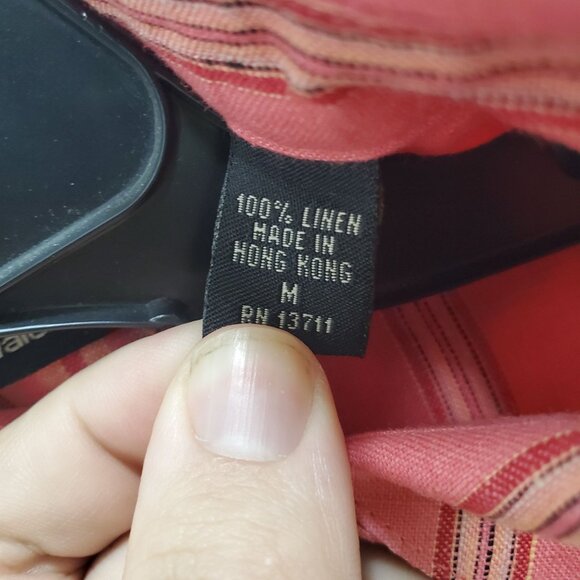 100% LINEN
MADE IN
HONG KONG
M
RN 13711